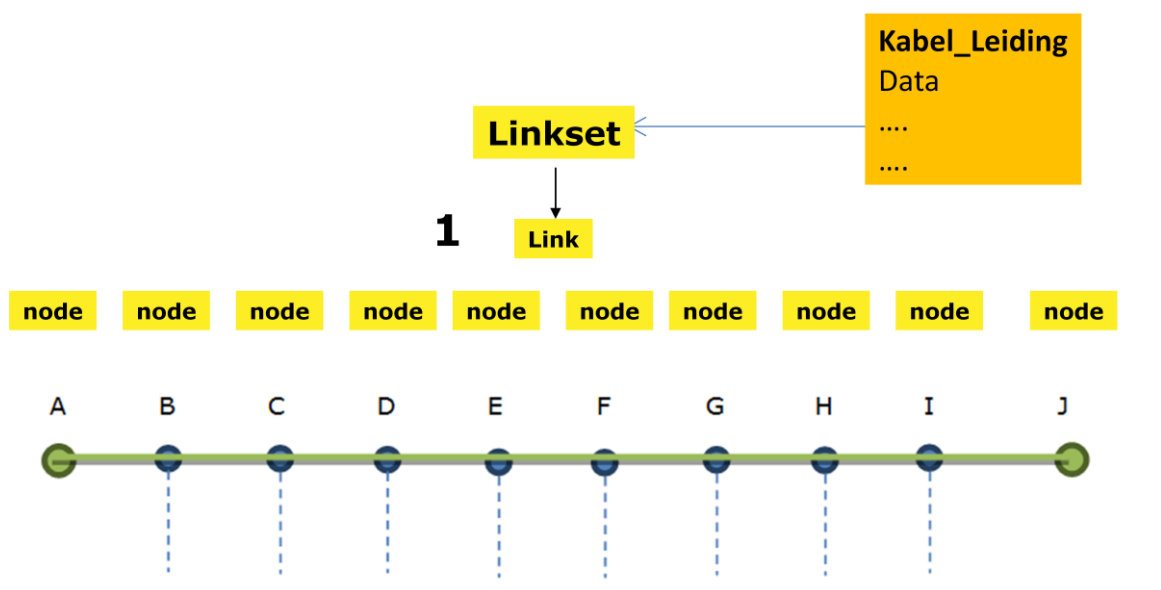 Kabel_Leiding
Data
....
....
Linkset
1
Link
node node node node node node node node node node
A B C D E F G H I J